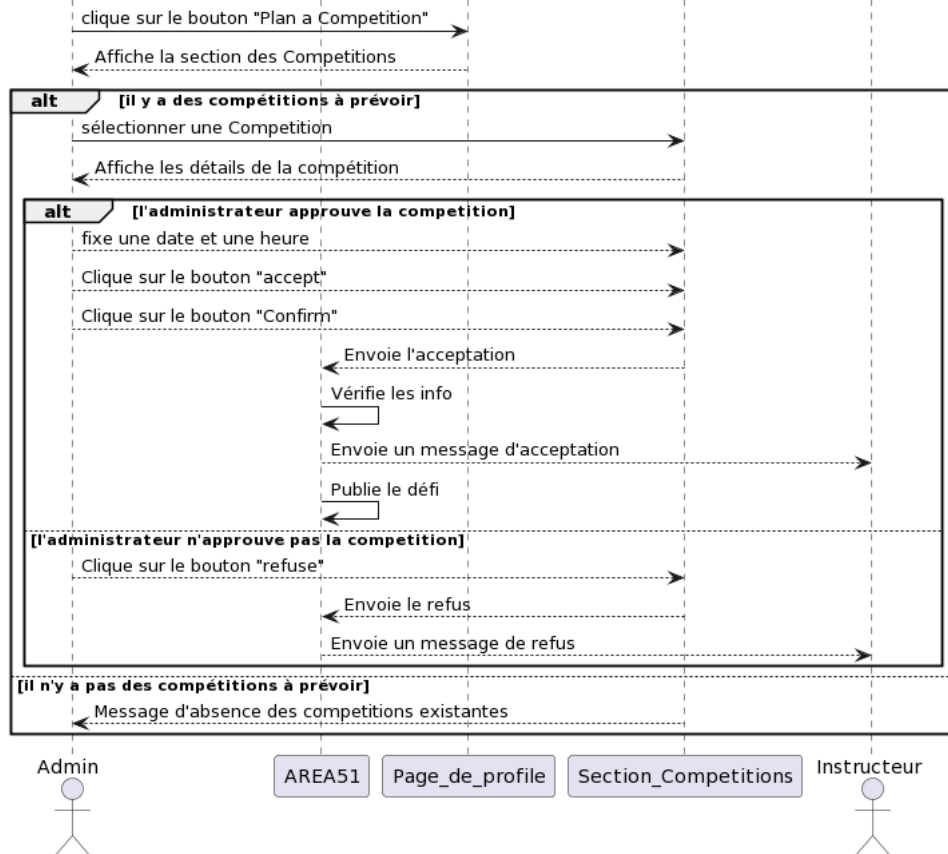 clique sur le bouton "Plan a Competition"
Affiche la section des Competitions
alt [il y a des compétitions à prévoir]
sélectionner une Competition
Affiche les détails de la compétition
alt [l'administrateur approuve la competition]
fixe une date et une heure
Clique sur le bouton "accept"
Clique sur le bouton "Confirm"
Envoie l'acceptation
Vérifie les info
Envoie un message d'acceptation
Publie le défi
[l'administrateur n'approuve pas la competition]
Clique sur le bouton "refuse"
Envoie le refus
Envoie un message de refus
[il n'y a pas des compétitions à prévoir]
Message d'absence des competitions existantes
Admin AREA51 Page_de_profile Section_Competitions Instructeur